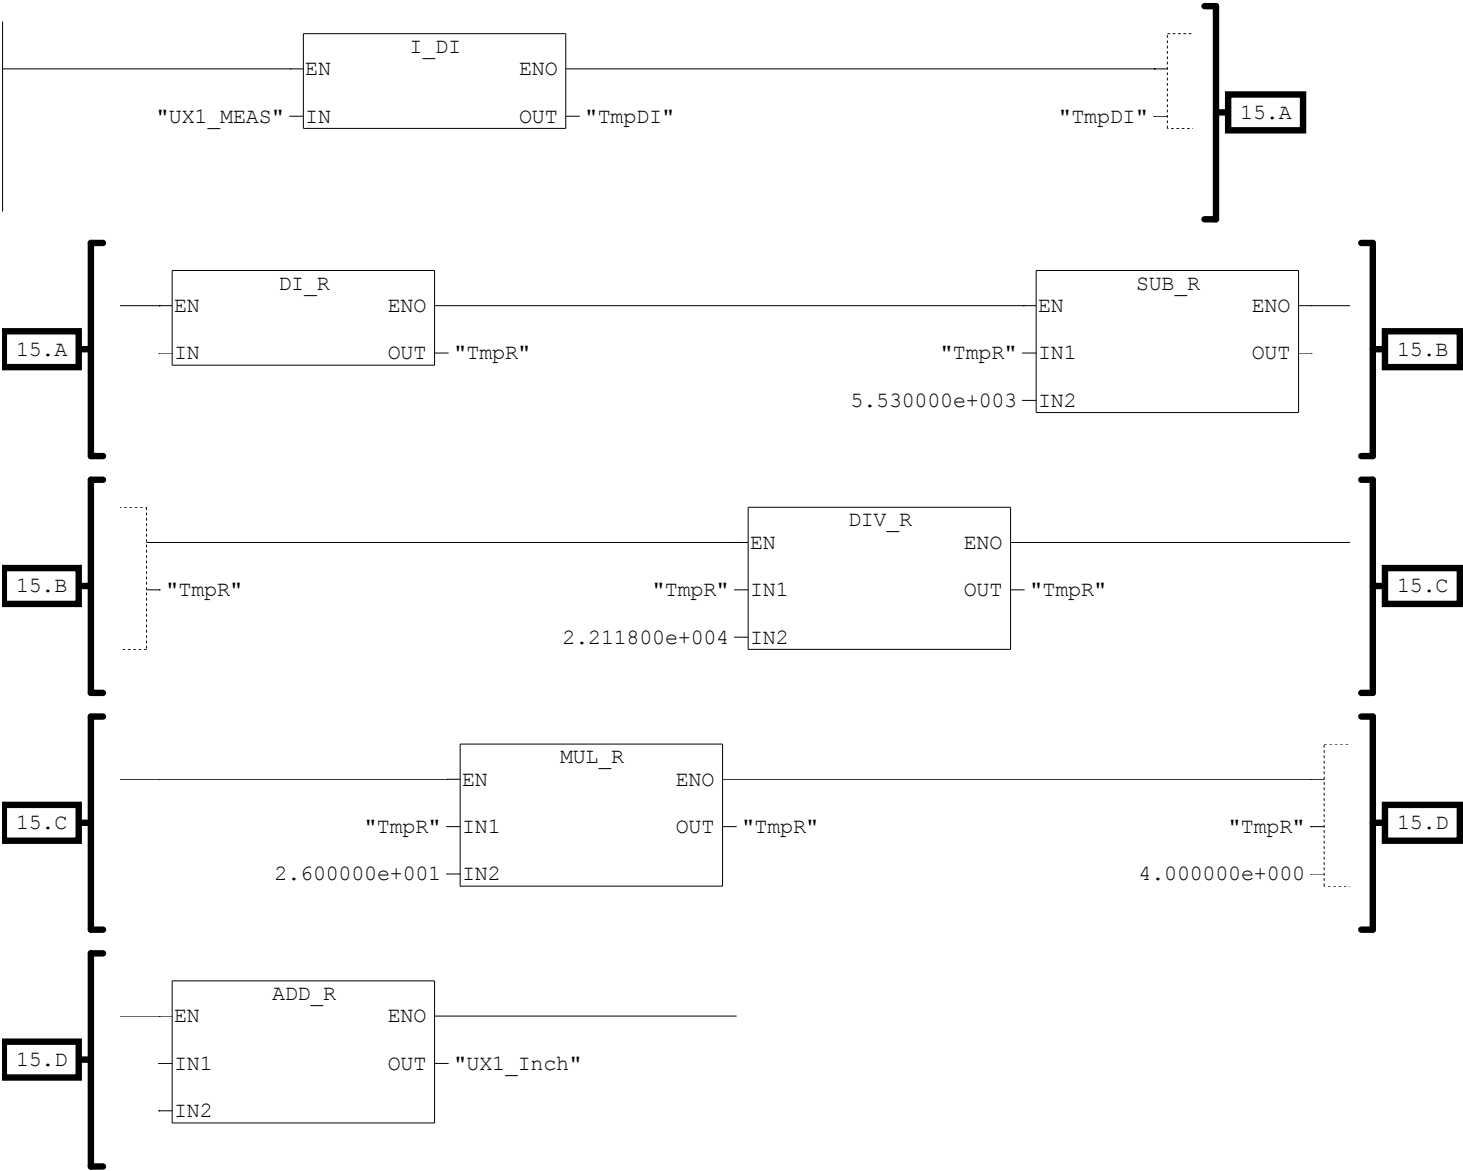 I_DI
EN ENO
"UX1_MEAS" IN OUT "TmpDI" "TmpDI"
15.A
DI_R SUB_R
EN ENO EN ENO
15.A IN OUT "TmpR" "TmpR" IN1 OUT 15.B
5.530000e+003 IN2
DIV_R
EN ENO
15.B "TmpR" "TmpR" IN1 OUT "TmpR" 15.C
2.211800e+004 IN2
MUL_R
EN ENO
15.C "TmpR" IN1 OUT "TmpR" "TmpR" 15.D
2.600000e+001 IN2 4.000000e+000
ADD_R
EN ENO
15.D IN1 OUT "UX1_Inch"
IN2